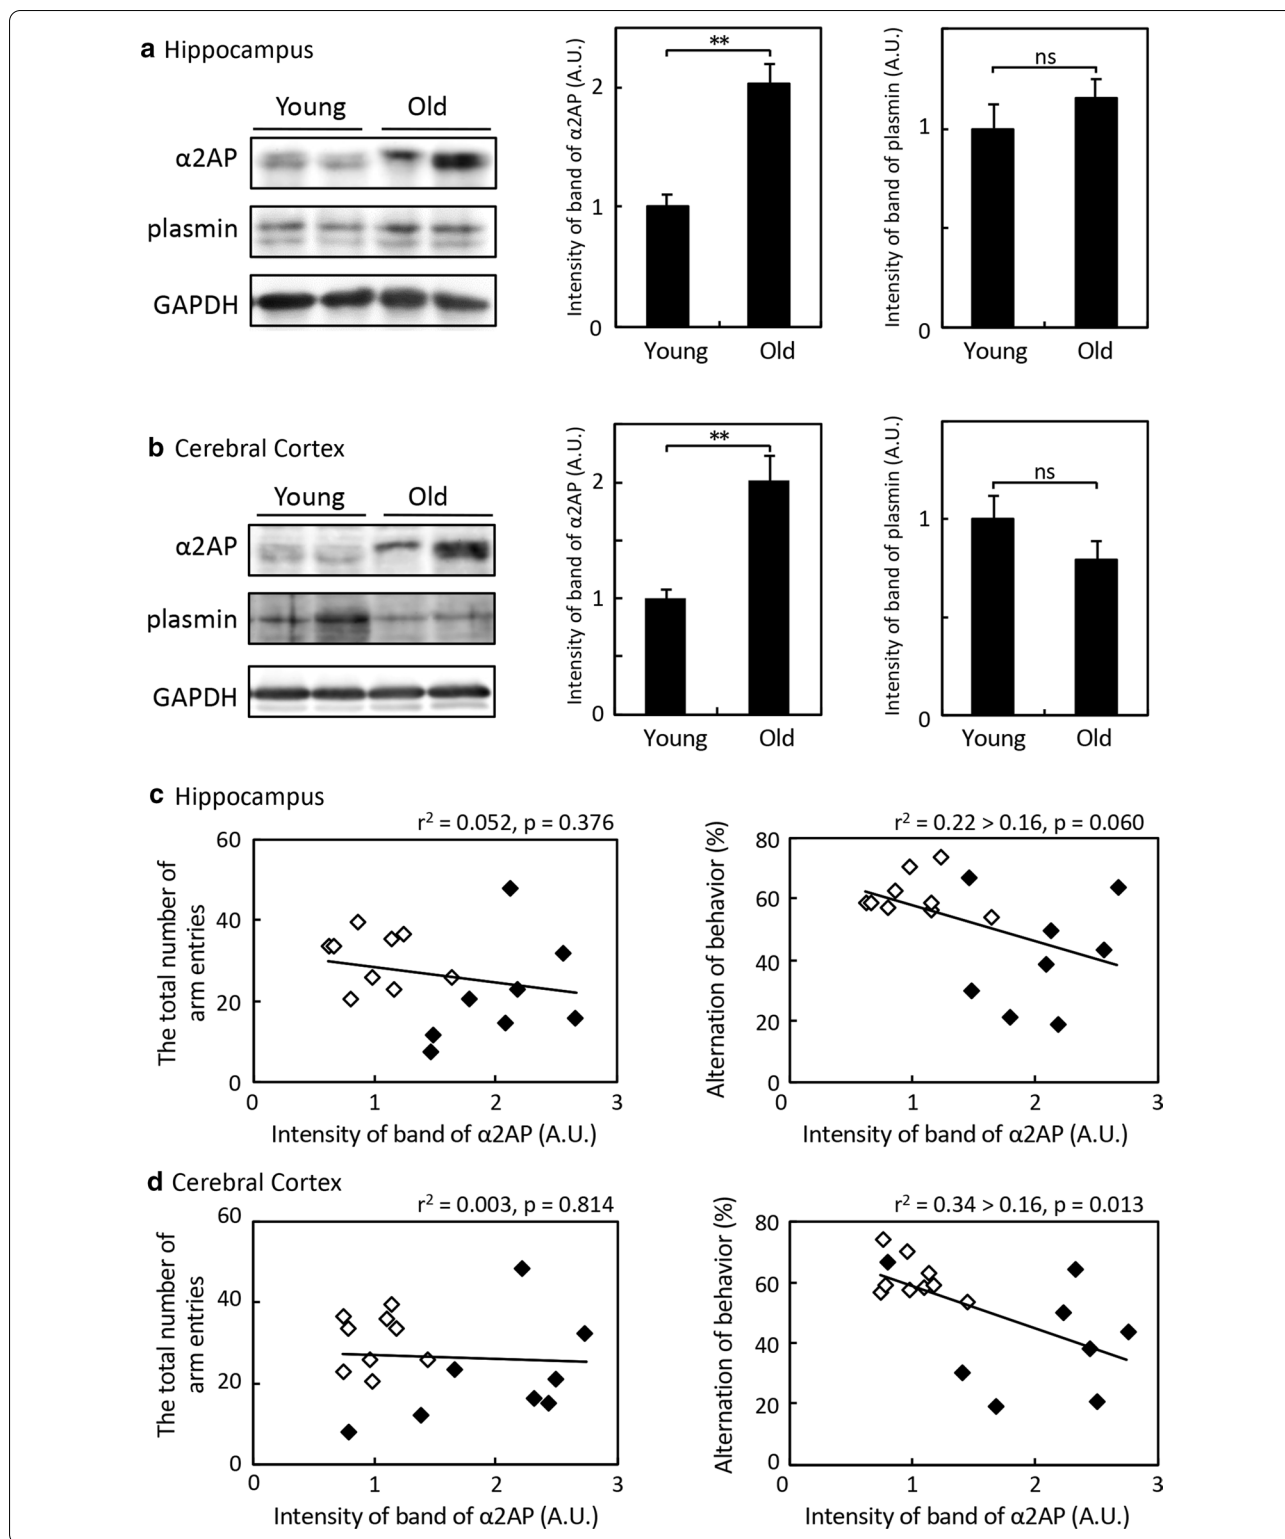 a Hippocampus
Young Old
α2AP
plasmin
GAPDH
Intensity of band of α2AP (A.U.)
2
1
0
**
Young Old
Intensity of band of plasmin (A.U.)
1
0
ns
Young Old
b Cerebral Cortex
Young Old
α2AP
plasmin
GAPDH
Intensity of band of α2AP (A.U.)
2
1
0
**
Young Old
Intensity of band of plasmin (A.U.)
1
0
ns
Young Old
c Hippocampus
r² = 0.052, p = 0.376
The total number of
arm entries
60
40
20
0
0 1 2 3
Intensity of band of α2AP (A.U.)
r² = 0.22 > 0.16, p = 0.060
Alternation of behavior (%)
80
60
40
20
0
0 1 2 3
Intensity of band of α2AP (A.U.)
d Cerebral Cortex
r² = 0.003, p = 0.814
The total number of
arm entries
60
40
20
0
0 1 2 3
Intensity of band of α2AP (A.U.)
r² = 0.34 > 0.16, p = 0.013
Alternation of behavior (%)
80
60
40
20
0
0 1 2 3
Intensity of band of α2AP (A.U.)